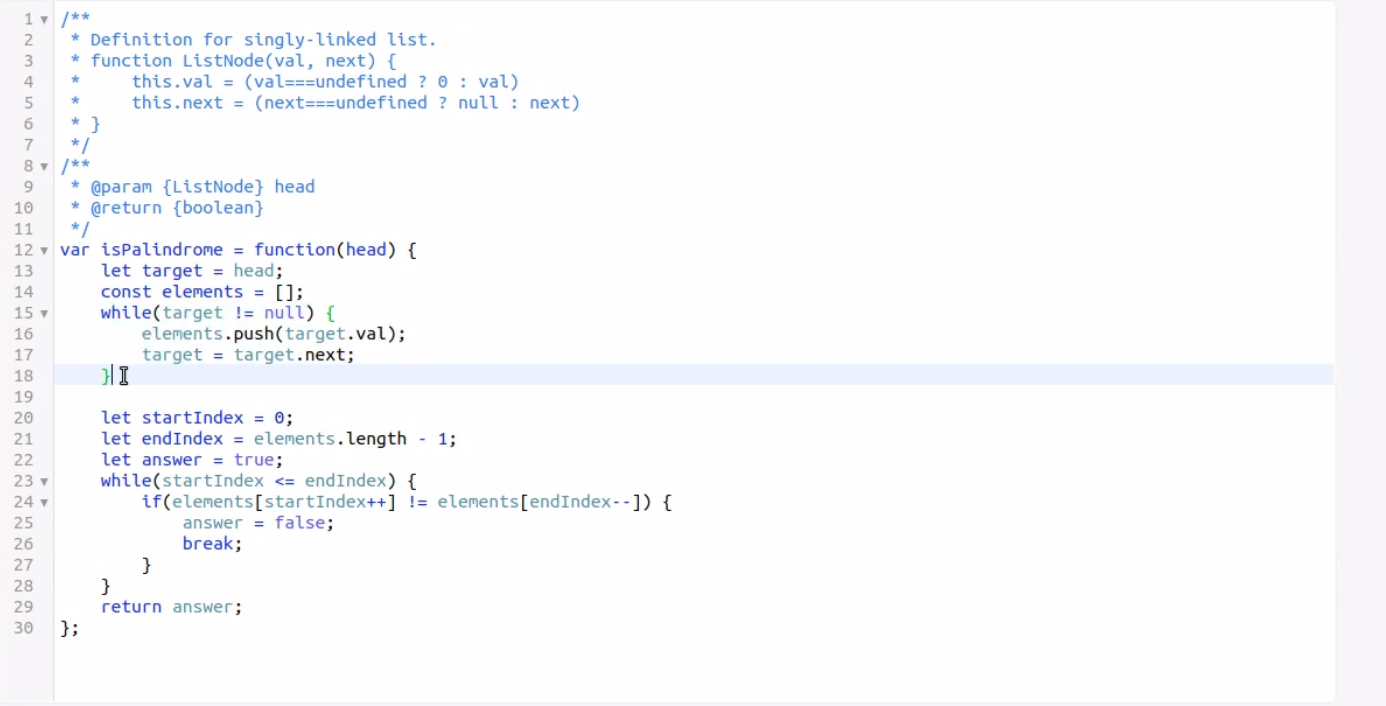 1 /**
2  * Definition for singly-linked list.
3  * function ListNode(val, next) {
4  *     this.val = (val===undefined ? 0 : val)
5  *     this.next = (next===undefined ? null : next)
6  * }
7  */
8 /**
9  * @param {ListNode} head
10  * @return {boolean}
11  */
12 var isPalindrome = function(head) {
13     let target = head;
14     const elements = [];
15     while(target != null) {
16         elements.push(target.val);
17         target = target.next;
18     }
19
20     let startIndex = 0;
21     let endIndex = elements.length - 1;
22     let answer = true;
23     while(startIndex <= endIndex) {
24         if(elements[startIndex++] != elements[endIndex--]) {
25             answer = false;
26             break;
27         }
28     }
29     return answer;
30 };